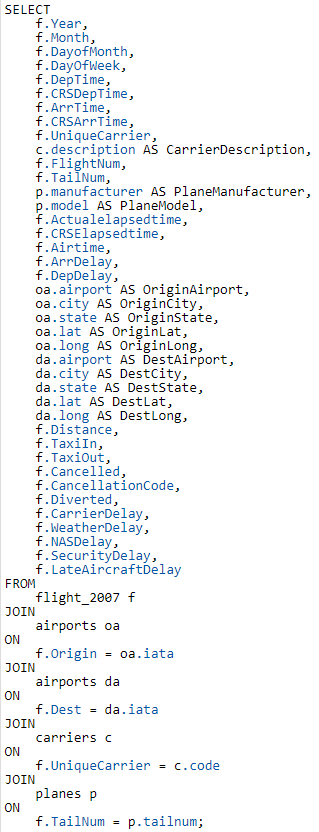 SELECT
f.Year,
f.Month,
f.DayofMonth,
f.DayOfWeek,
f.DepTime,
f.CRSDepTime,
f.ArrTime,
f.CRSArrTime,
f.UniqueCarrier,
c.description AS CarrierDescription,
f.FlightNum,
f.TailNum,
p.manufacturer AS PlaneManufacturer,
p.model AS PlaneModel,
f.Actualelapsedtime,
f.CRSElapsedtime,
f.Airtime,
f.ArrDelay,
f.DepDelay,
oa.airport AS OriginAirport,
oa.city AS OriginCity,
oa.state AS OriginState,
oa.lat AS OriginLat,
oa.long AS OriginLong,
da.airport AS DestAirport,
da.city AS DestCity,
da.state AS DestState,
da.lat AS DestLat,
da.long AS DestLong,
f.Distance,
f.TaxiIn,
f.TaxiOut,
f.Cancelled,
f.CancellationCode,
f.Diverted,
f.CarrierDelay,
f.WeatherDelay,
f.NASDelay,
f.SecurityDelay,
f.LateAircraftDelay
FROM
flight_2007 f
JOIN
airports oa
ON
f.Origin = oa.iata
JOIN
airports da
ON
f.Dest = da.iata
JOIN
carriers c
ON
f.UniqueCarrier = c.code
JOIN
planes p
ON
f.TailNum = p.tailnum;